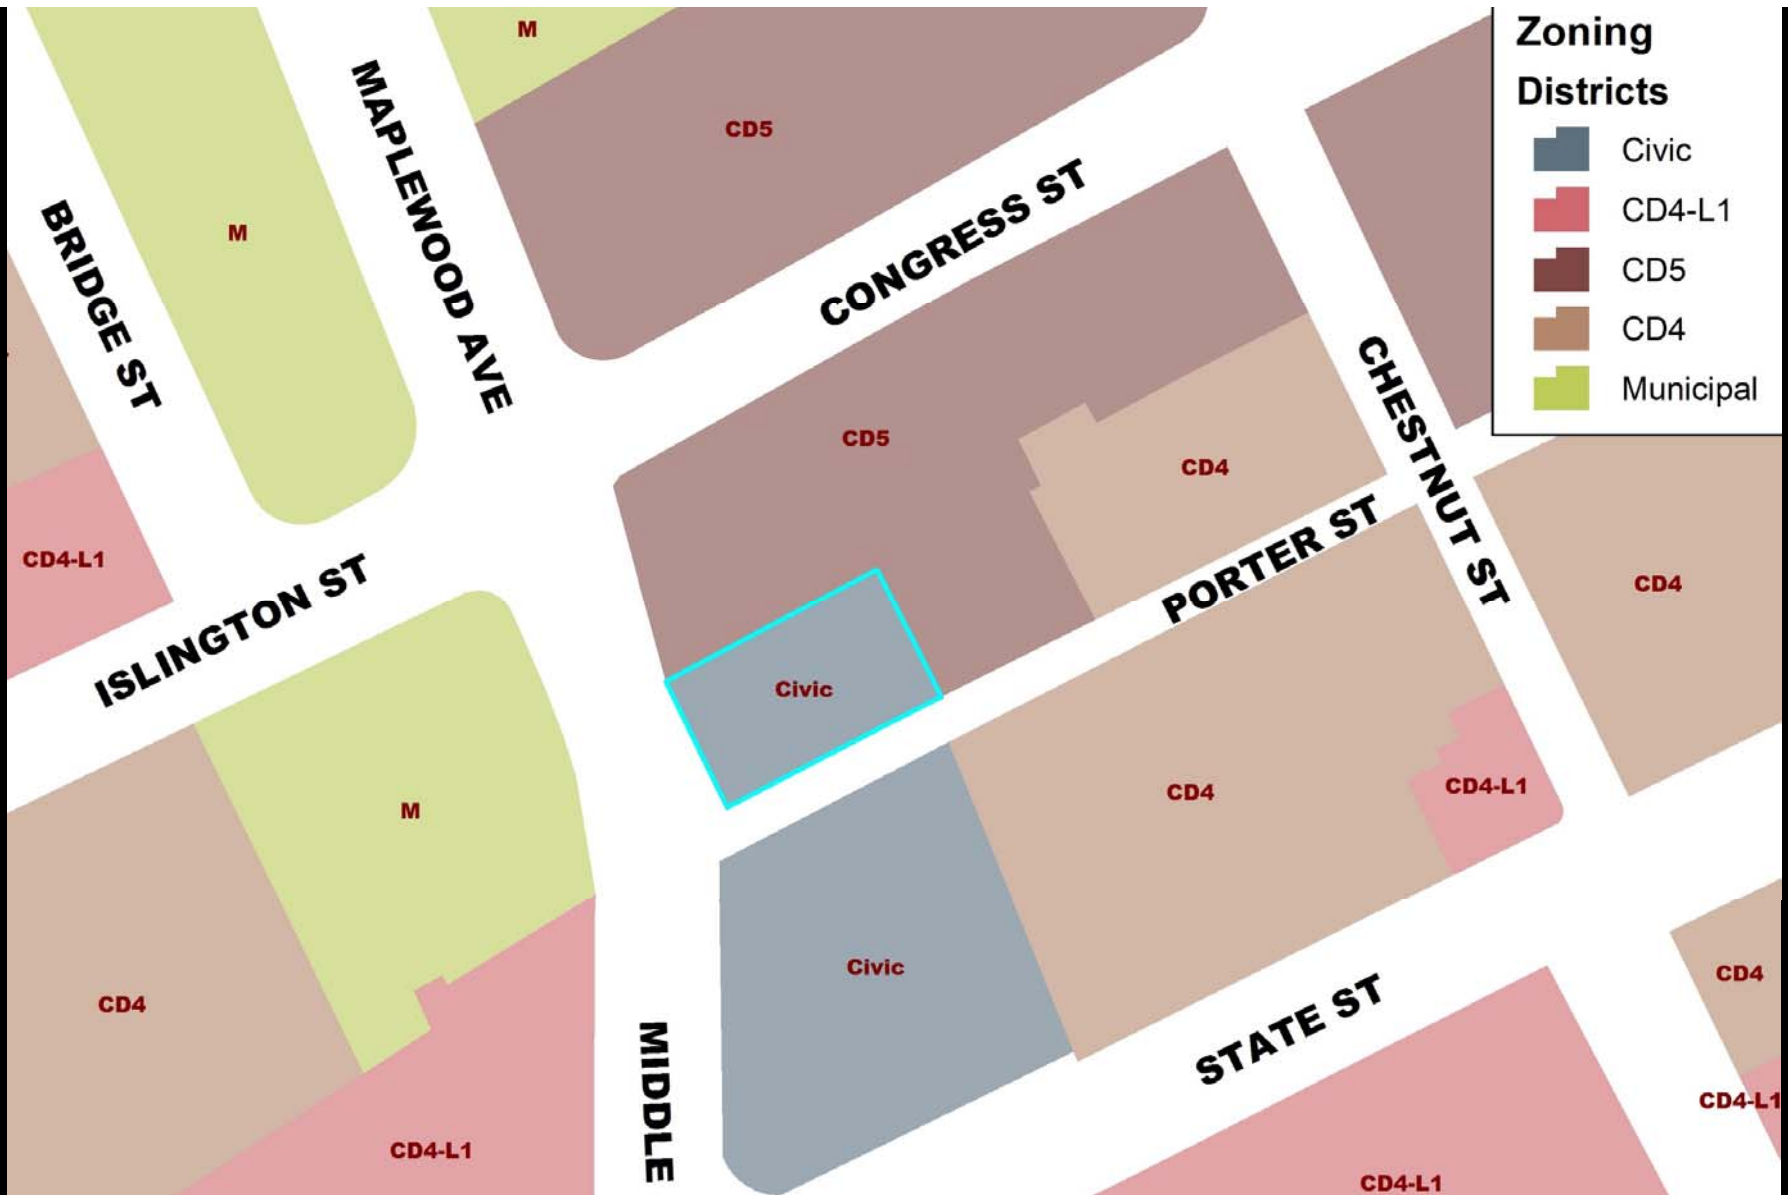 M
Zoning
Districts
Civic
CD4-L1
CD5
CD4
Municipal
MAPLEWOOD AVE
CD5
CONGRESS ST
BRIDGE ST
M
CHESTNUT ST
CD5
CD4
PORTER ST
CD4-L1
ISLINGTON ST
CD4
Civic
CD4
CD4-L1
M
Civic
CD4
CD4
STATE ST
MIDDLE
CD4-L1
CD4-L1
CD4-L1